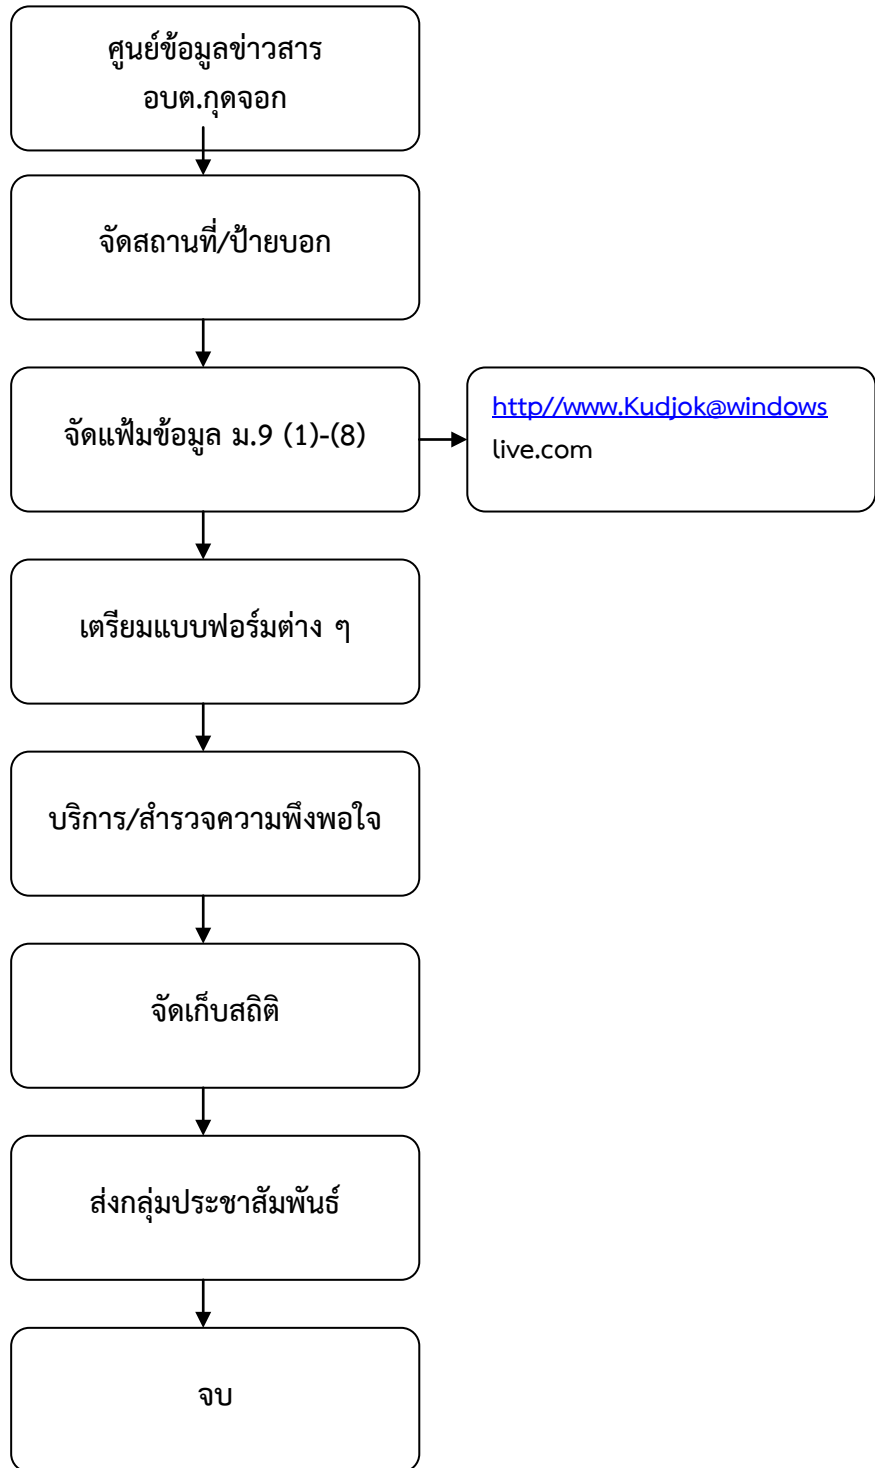 ศูนย์ข้อมูลข่าวสาร
อบต.กุดจอก
จัดสถานที่/ป้ายบอก
จัดแฟ้มข้อมูล ม.9 (1)-(8)
http//www.Kudjok@windows
live.com
เตรียมแบบฟอร์มต่าง ๆ
บริการ/สำรวจความพึงพอใจ
จัดเก็บสถิติ
ส่งกลุ่มประชาสัมพันธ์
จบ